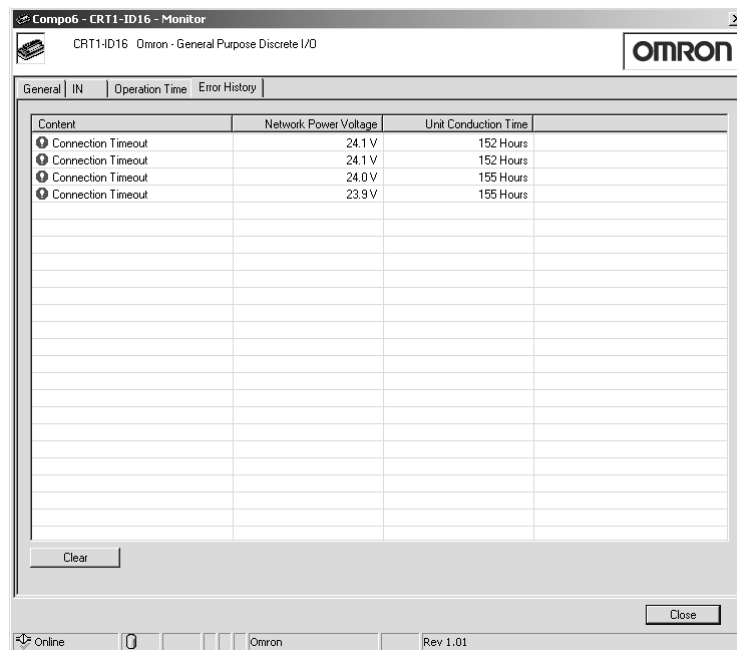 Compo6 - CRT1-ID16 - Monitor
CRT1-ID16 Omron - General Purpose Discrete I/O
OMRON
General IN Operation Time Error History
Content Network Power Voltage Unit Conduction Time
Connection Timeout 24.1 V 152 Hours
Connection Timeout 24.1 V 152 Hours
Connection Timeout 24.0 V 155 Hours
Connection Timeout 23.9 V 155 Hours
Clear
Close
Online Omron Rev 1.01